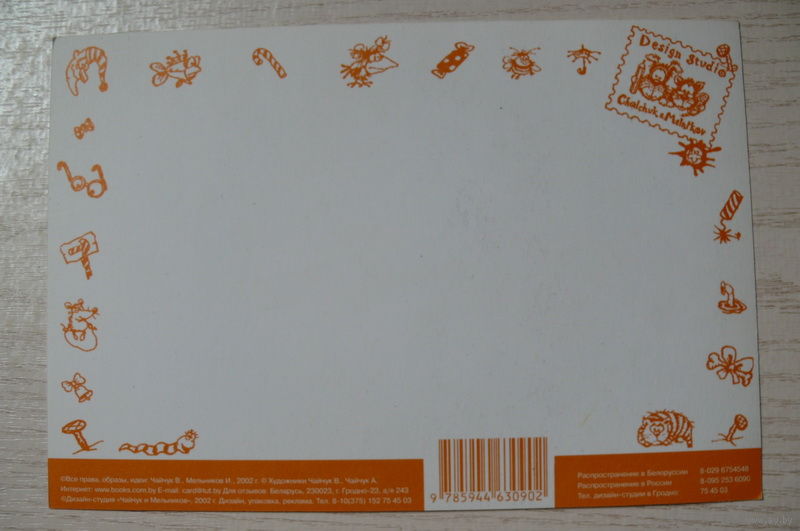 Design Studio
Chaichuk & Melnikov
©Все права, образы, идеи: Чайчук В., Мельников И., 2002 г. © Художники Чайчук В., Чайчук А.
Интернет: www.books.com.by E-mail: card@tut.by Для отзывов: Беларусь, 230023, г. Гродно-23, а/я 243
©Дизайн-студия «Чайчук и Мельников», 2002 г. Дизайн, упаковка, реклама. Тел. 8-10(375) 152 75 45 03
9 785944 630902
Распространение в Белоруссии 8-029 6754546
Распространение в России 8-095 253 6090
Тел. дизайн-студии в Гродно: 75 45 03